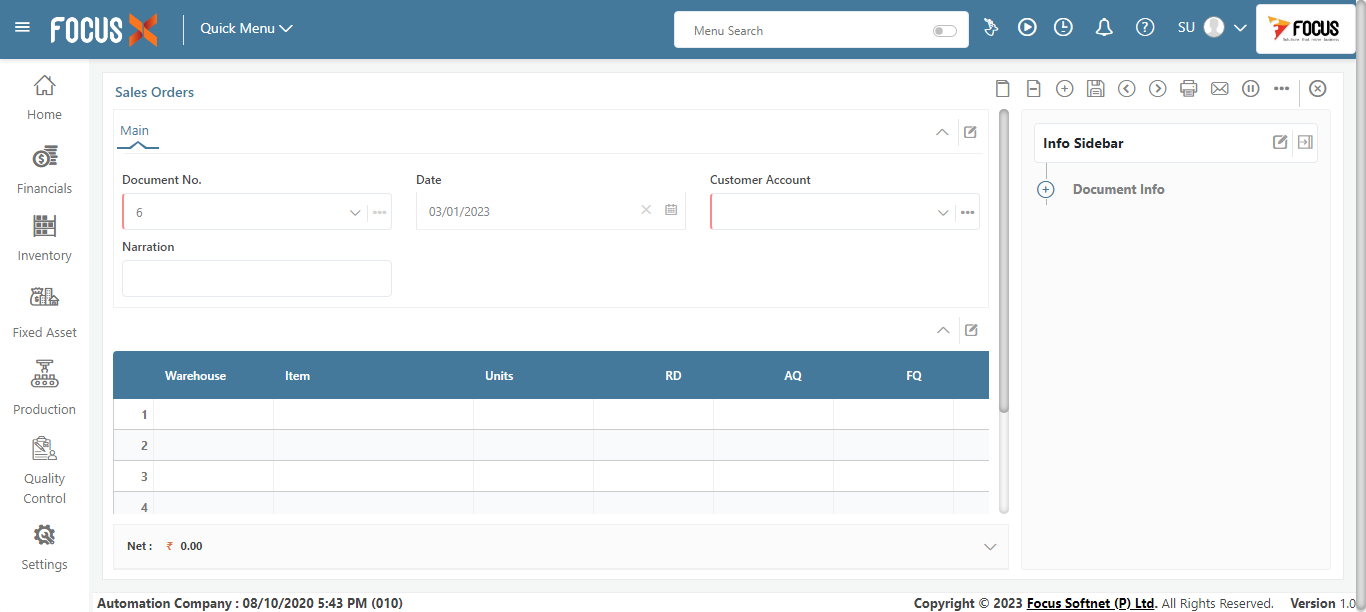 FOCUS X
Quick Menu
Menu Search
SU
FOCUS
Home
Financials
Inventory
Fixed Asset
Production
Quality
Control
Settings
Sales Orders
Main
Document No.
Date
Customer Account
6
03/01/2023
Narration
Warehouse Item Units RD AQ FQ
1
2
3
4
Net : ₹ 0.00
Info Sidebar
Document Info
Automation Company : 08/10/2020 5:43 PM (010)
Copyright © 2023 Focus Softnet (P) Ltd. All Rights Reserved. Version 1.0